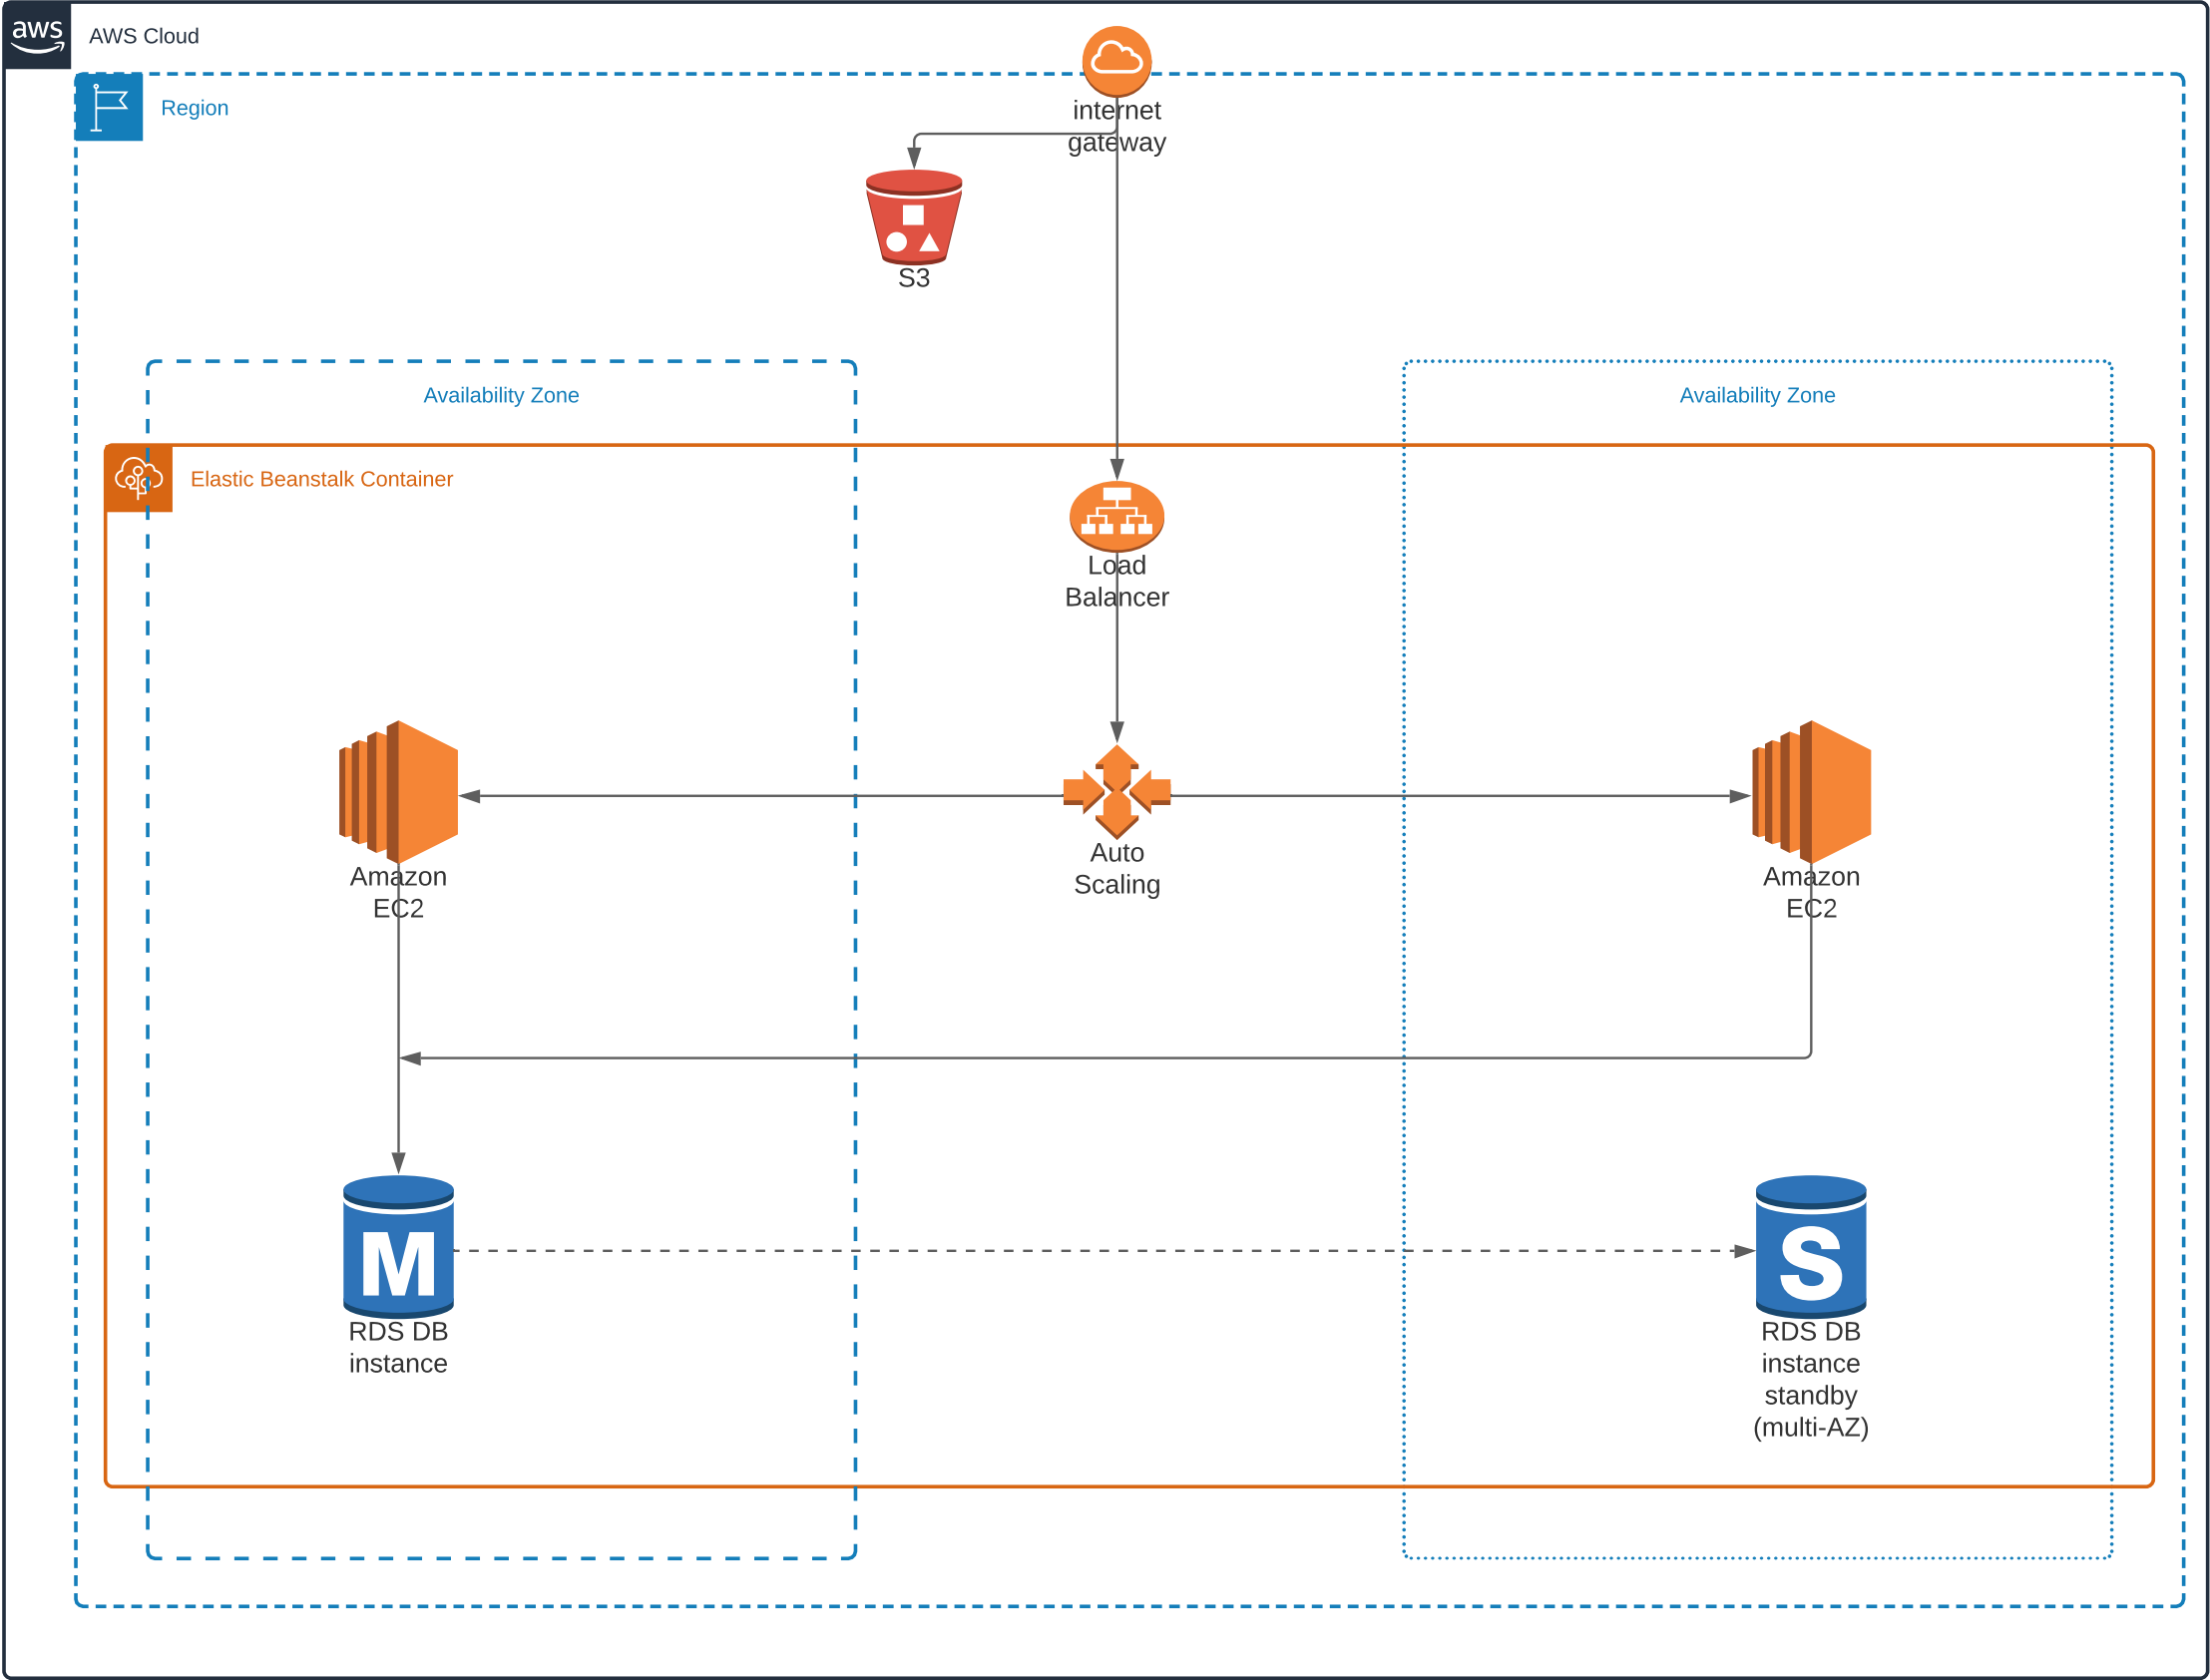 aws
AWS Cloud
internet
gateway
Region
S3
Availability Zone
Availability Zone
Elastic Beanstalk Container
Load
Balancer
Auto
Scaling
Amazon
EC2
Amazon
EC2
M
RDS DB
instance
S
RDS DB
instance
standby
(multi-AZ)